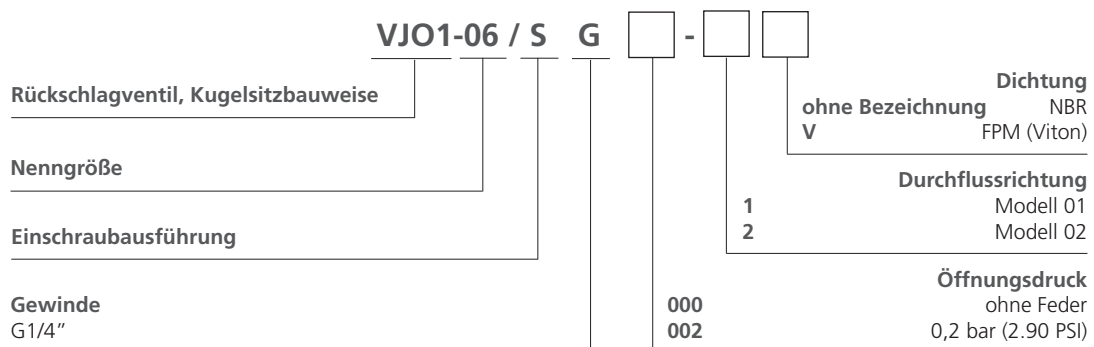 VJO1-06 / S G -
Dichtung
Rückschlagventil, Kugelsitzbauweise
ohne Bezeichnung NBR
V FPM (Viton)
Nenngröße
Durchflussrichtung
1 Modell 01
2 Modell 02
Einschraubausführung
Öffnungsdruck
Gewinde
000 ohne Feder
G1/4”
002 0,2 bar (2.90 PSI)